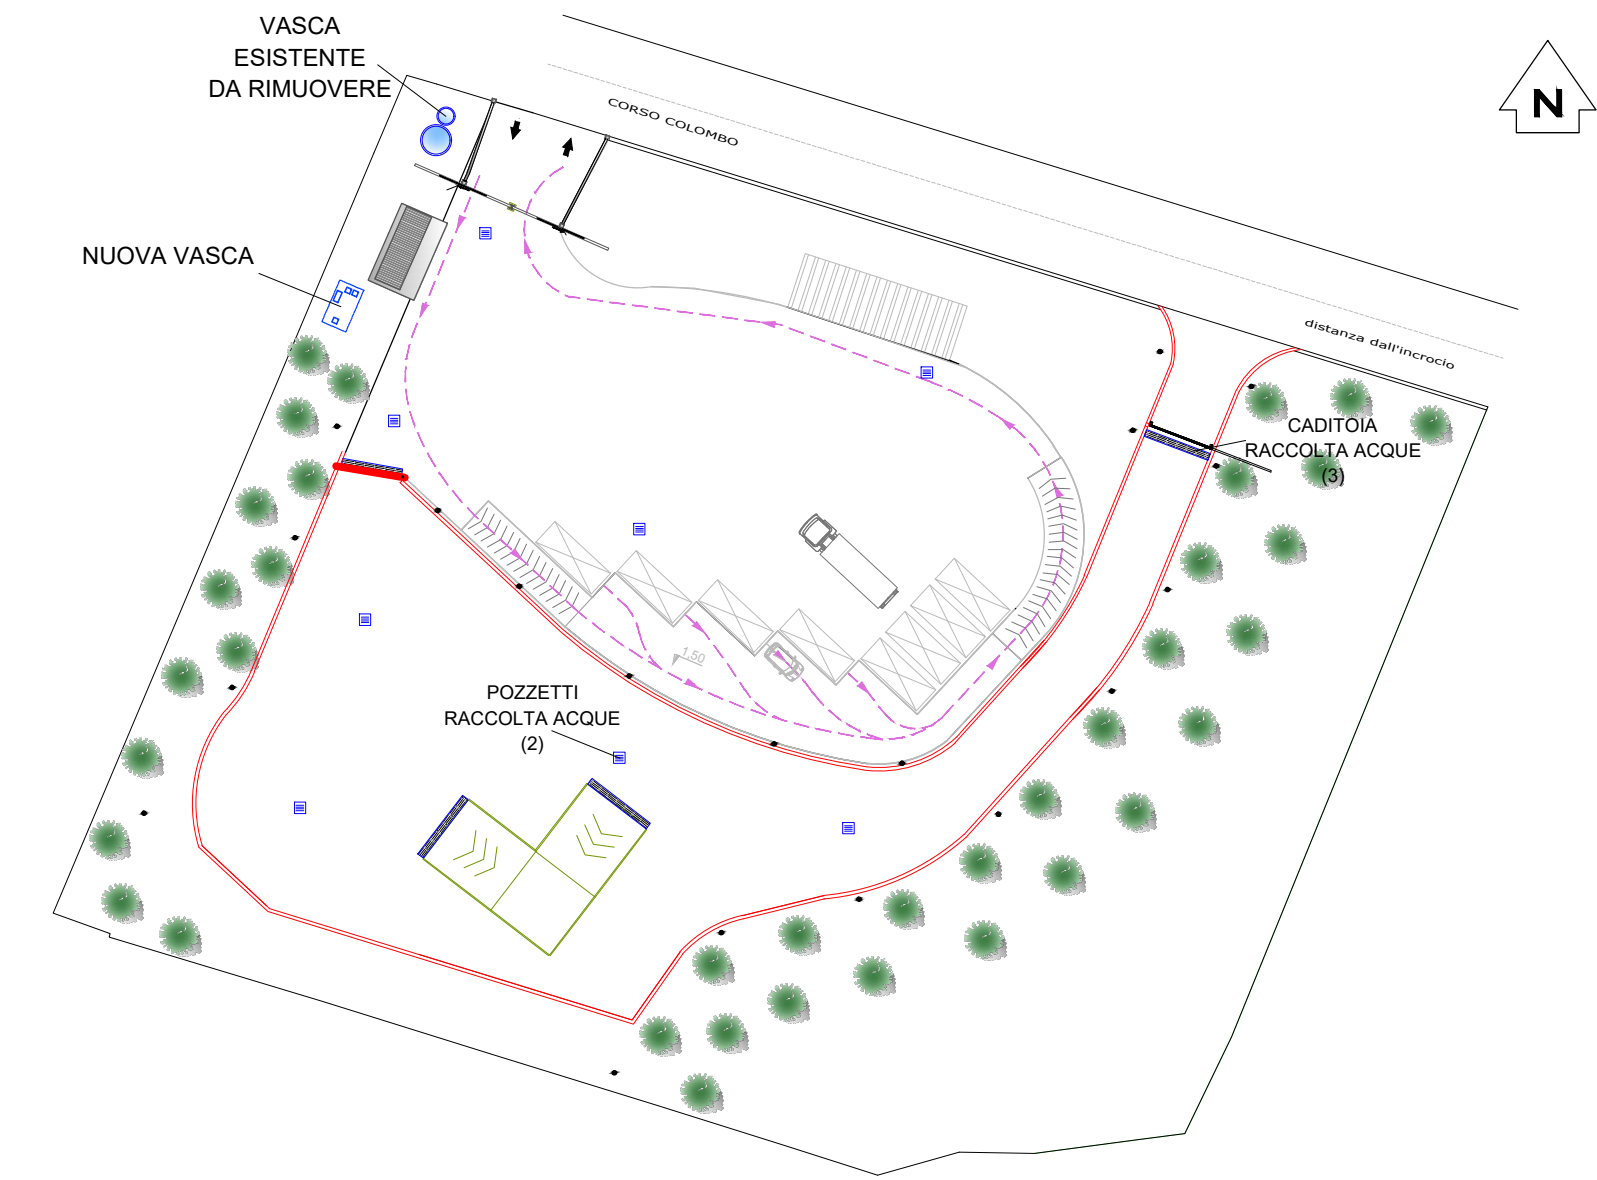 VASCA
ESISTENTE
DA RIMUOVERE
N
CORSO COLOMBO
NUOVA VASCA
distanza dall'incrocio
CADITOIA
RACCOLTA ACQUE
(3)
1,50
POZZETTI
RACCOLTA ACQUE
(2)